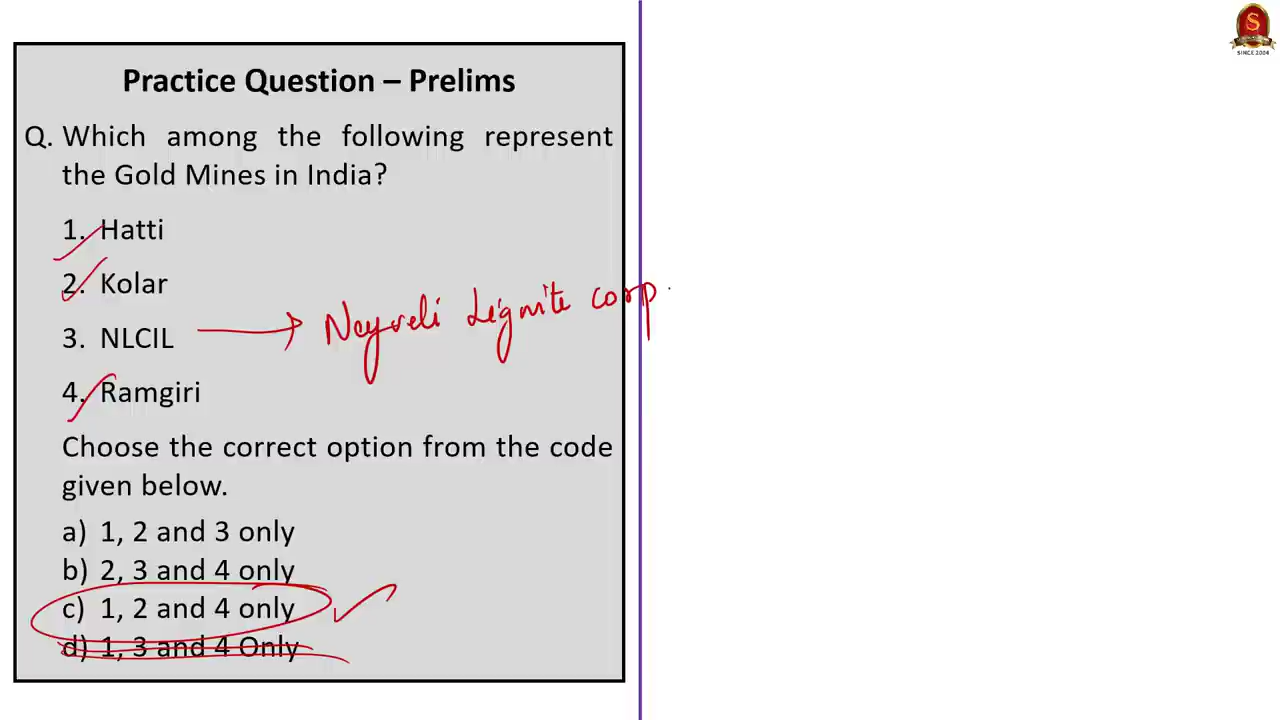 S
SINCE 2004
Practice Question – Prelims
Q. Which among the following represent
the Gold Mines in India?
1. Hatti
2. Kolar
3. NLCIL → Neyveli Lignite corp
4. Ramgiri
Choose the correct option from the code
given below.
a) 1, 2 and 3 only
b) 2, 3 and 4 only
c) 1, 2 and 4 only
d) 1, 3 and 4 Only